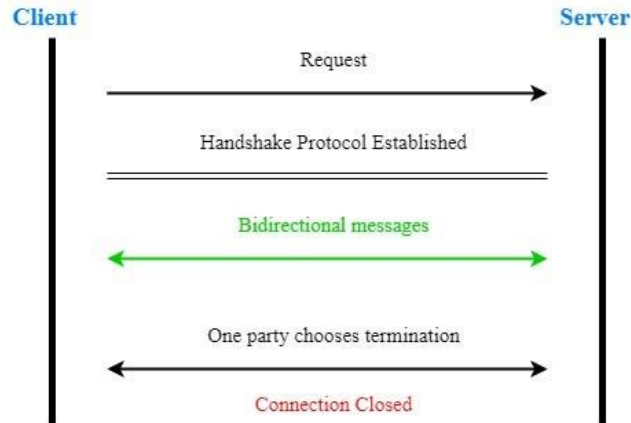 Client
Server
Request
Handshake Protocol Established
Bidirectional messages
One party chooses termination
Connection Closed